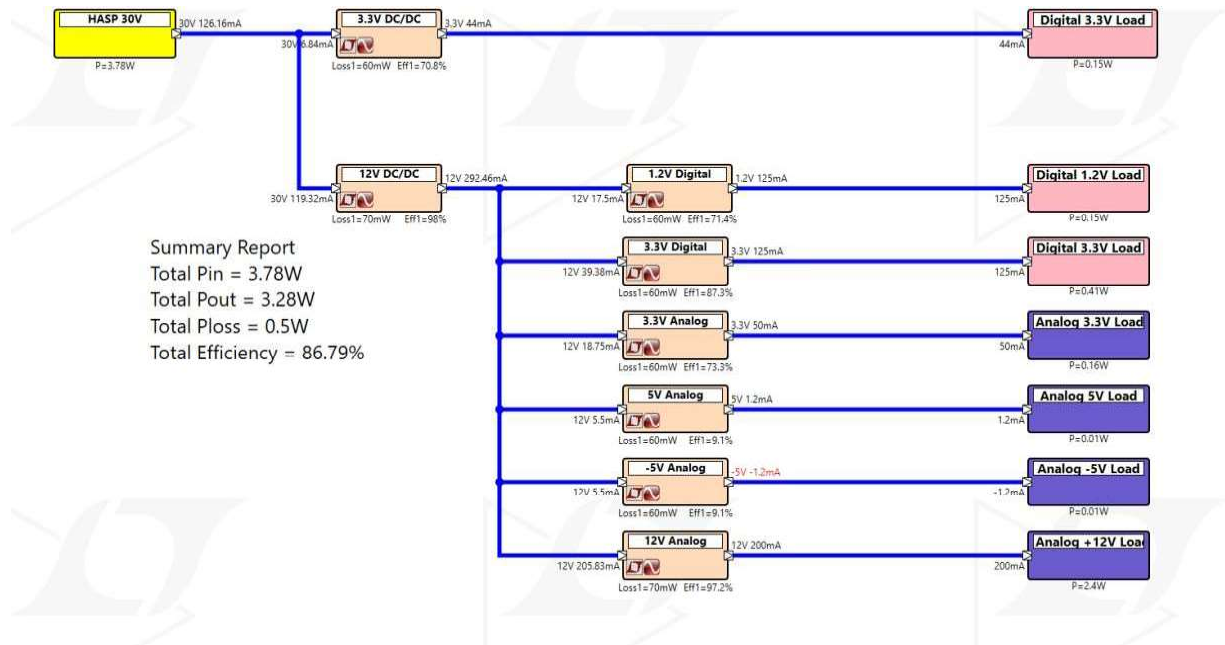 HASP 30V
30V 126.16mA
P=3.78W
3.3V DC/DC
30V 6.84mA
3.3V 44mA
Loss1=60mW Eff1=70.8%
Digital 3.3V Load
44mA
P=0.15W
12V DC/DC
30V 119.32mA
12V 292.46mA
Loss1=70mW Eff1=98%
1.2V Digital
12V 17.5mA
1.2V 125mA
Loss1=60mW Eff1=71.4%
Digital 1.2V Load
125mA
P=0.15W
Summary Report
Total Pin = 3.78W
Total Pout = 3.28W
Total Ploss = 0.5W
Total Efficiency = 86.79%
3.3V Digital
12V 39.38mA
3.3V 125mA
Loss1=60mW Eff1=87.3%
Digital 3.3V Load
125mA
P=0.41W
3.3V Analog
12V 18.75mA
3.3V 50mA
Loss1=60mW Eff1=73.3%
Analog 3.3V Load
50mA
P=0.16W
5V Analog
12V 5.5mA
5V 1.2mA
Loss1=60mW Eff1=9.1%
Analog 5V Load
1.2mA
P=0.01W
-5V Analog
12V 5.5mA
-5V -1.2mA
Loss1=60mW Eff1=9.1%
Analog -5V Load
-1.2mA
P=0.01W
12V Analog
12V 205.83mA
12V 200mA
Loss1=70mW Eff1=97.2%
Analog +12V Loa
200mA
P=2.4W